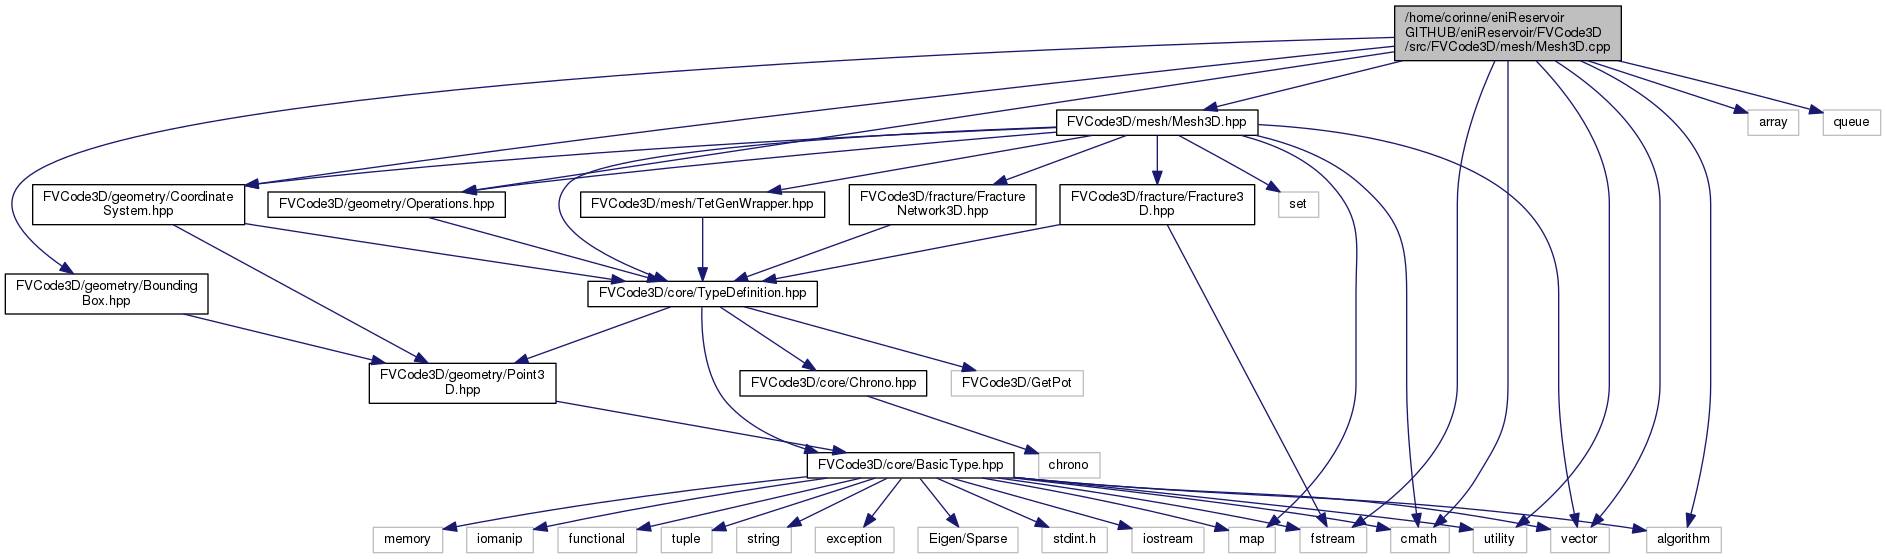 /home/corinne/eniReservoir
GITHUB/eniReservoir/FVCode3D
/src/FVCode3D/mesh/Mesh3D.cpp
FVCode3D/mesh/Mesh3D.hpp
array
queue
FVCode3D/geometry/Coordinate
System.hpp
FVCode3D/geometry/Operations.hpp
FVCode3D/mesh/TetGenWrapper.hpp
FVCode3D/fracture/Fracture
Network3D.hpp
FVCode3D/fracture/Fracture3
D.hpp
set
FVCode3D/geometry/Bounding
Box.hpp
FVCode3D/core/TypeDefinition.hpp
FVCode3D/geometry/Point3
D.hpp
FVCode3D/core/Chrono.hpp
FVCode3D/GetPot
FVCode3D/core/BasicType.hpp
chrono
memory
iomanip
functional
tuple
string
exception
Eigen/Sparse
stdint.h
iostream
map
fstream
cmath
utility
vector
algorithm